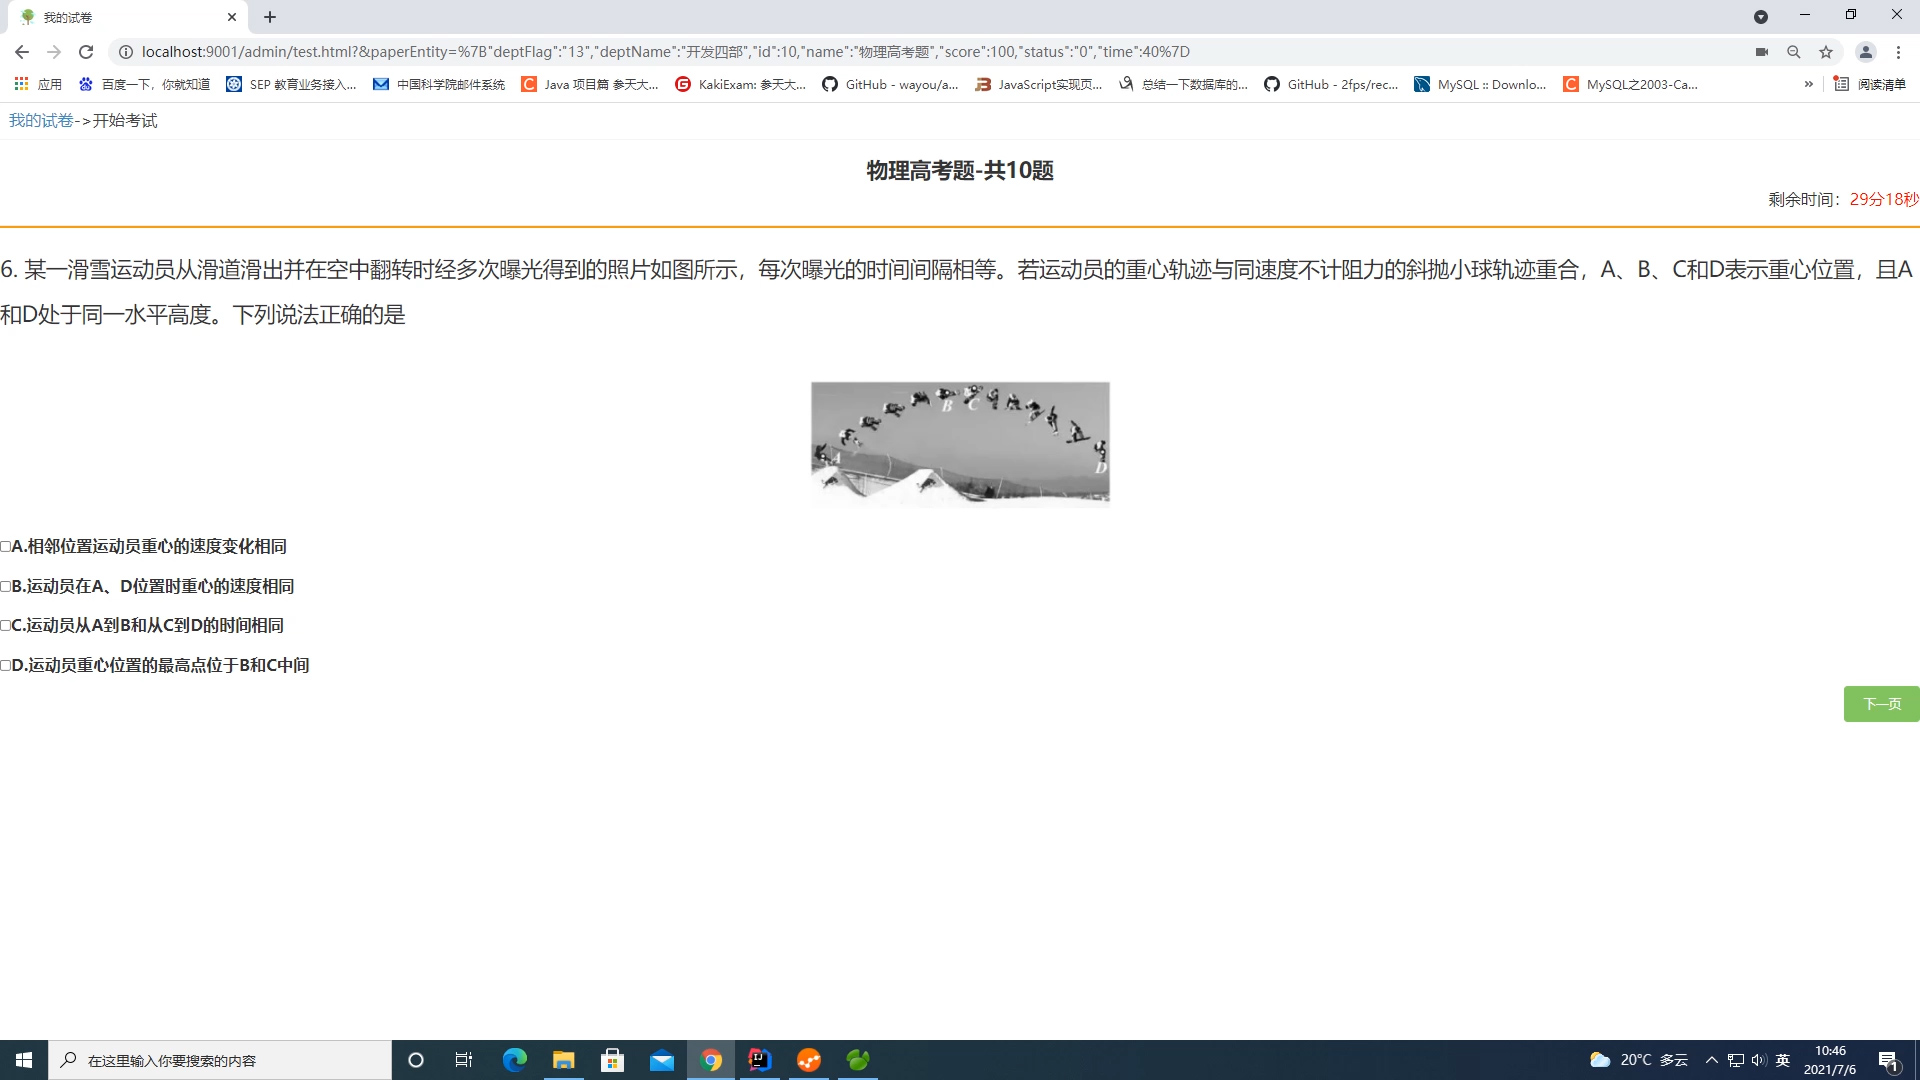 我的试卷
localhost:9001/admin/test.html?&paperEntity=%7B"deptFlag":"13","deptName":"开发四部","id":10,"name":"物理高考题","score":100,"status":"0","time":40%7D
应用 百度一下，你就知道 SEP 教育业务接入... 中国科学院邮件系统 Java 项目篇 参天大... KakiExam: 参天大... GitHub - wayou/a... JavaScript实现页... 总结一下数据库的... GitHub - 2fps/rec... MySQL :: Downlo... MySQL之2003-Ca... » 阅读清单
我的试卷->开始考试
物理高考题-共10题
剩余时间：29分18秒
6. 某一滑雪运动员从滑道滑出并在空中翻转时经多次曝光得到的照片如图所示，每次曝光的时间间隔相等。若运动员的重心轨迹与同速度不计阻力的斜抛小球轨迹重合，A、B、C和D表示重心位置，且A
和D处于同一水平高度。下列说法正确的是
B C
A
D
A.相邻位置运动员重心的速度变化相同
B.运动员在A、D位置时重心的速度相同
C.运动员从A到B和从C到D的时间相同
D.运动员重心位置的最高点位于B和C中间
下一页
在这里输入你要搜索的内容
20°C 多云 英 10:46
2021/7/6
1